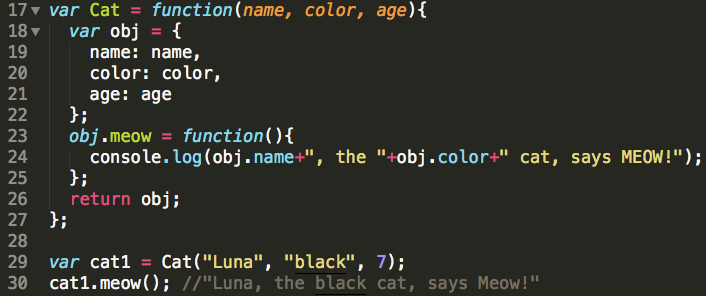 17 var Cat = function(name, color, age){
18   var obj = {
19     name: name,
20     color: color,
21     age: age
22   };
23   obj.meow = function(){
24     console.log(obj.name+", the "+obj.color+" cat, says MEOW!");
25   };
26   return obj;
27 };
28
29 var cat1 = Cat("Luna", "black", 7);
30 cat1.meow(); //"Luna, the black cat, says Meow!"